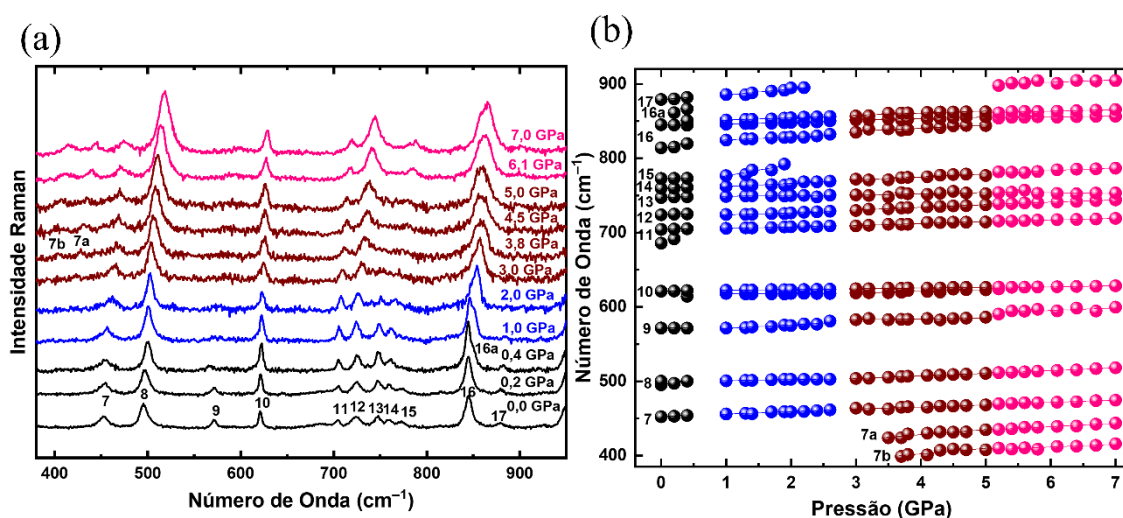 (a)
Intensidade Raman
7,0 GPa
6,1 GPa
5,0 GPa
4,5 GPa
7b 7a
3,8 GPa
3,0 GPa
2,0 GPa
1,0 GPa
16a
0,4 GPa
0,2 GPa
7 8 9 10 11 12 13 14 15 16 17
0,0 GPa
400 500 600 700 800 900
Número de Onda (cm⁻¹)
(b)
Número de Onda (cm⁻¹)
900
800
700
600
500
400
17
16a
16
15
14
13
12
11
10
9
8
7
7a
7b
0 1 2 3 4 5 6 7
Pressão (GPa)